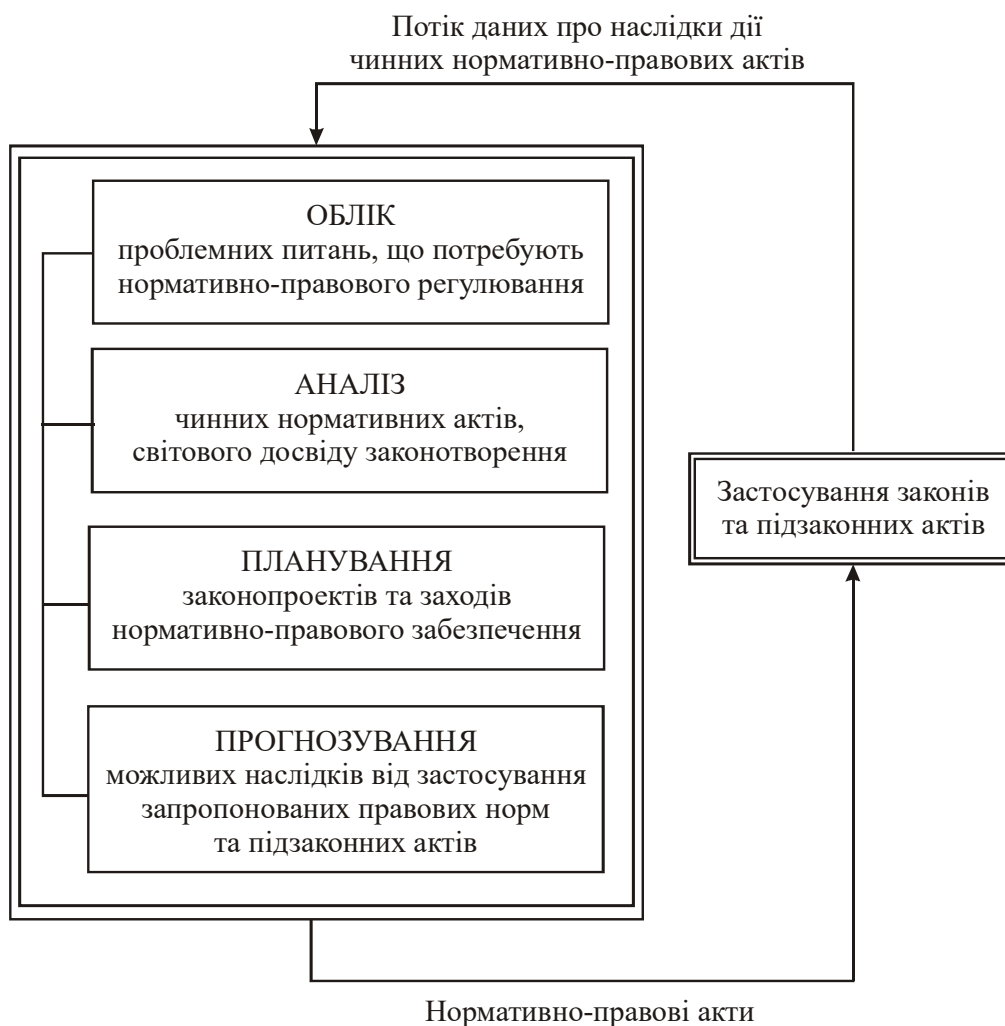 Потік даних про наслідки дії
чинних нормативно-правових актів
ОБЛІК
проблемних питань, що потребують
нормативно-правового регулювання
АНАЛІЗ
чинних нормативних актів,
світового досвіду законотворення
ПЛАНУВАННЯ
законопроектів та заходів
нормативно-правового забезпечення
ПРОГНОЗУВАННЯ
можливих наслідків від застосування
запропонованих правових норм
та підзаконних актів
Застосування законів
та підзаконних актів
Нормативно-правові акти